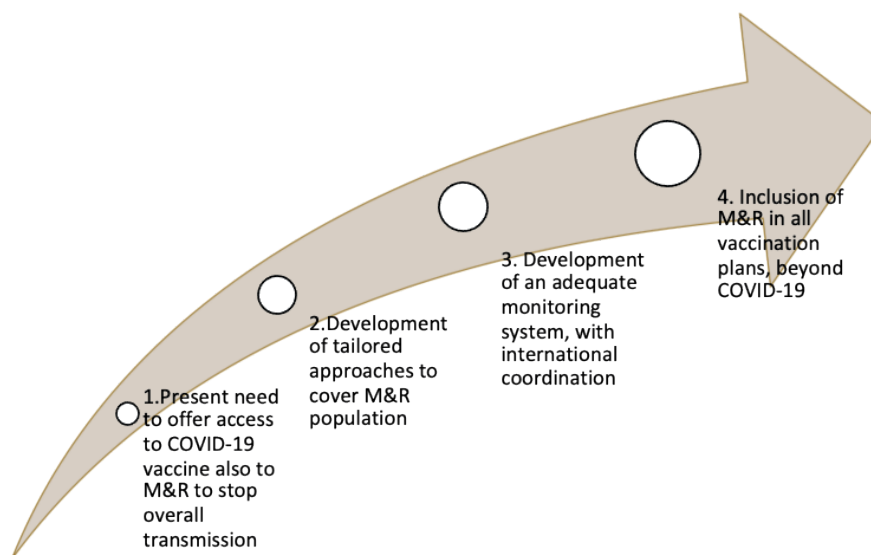 1.Present need
to offer access
to COVID-19
vaccine also to
M&R to stop
overall
transmission
2.Development
of tailored
approaches to
cover M&R
population
3. Development
of an adequate
monitoring
system, with
international
coordination
4. Inclusion of
M&R in all
vaccination
plans, beyond
COVID-19